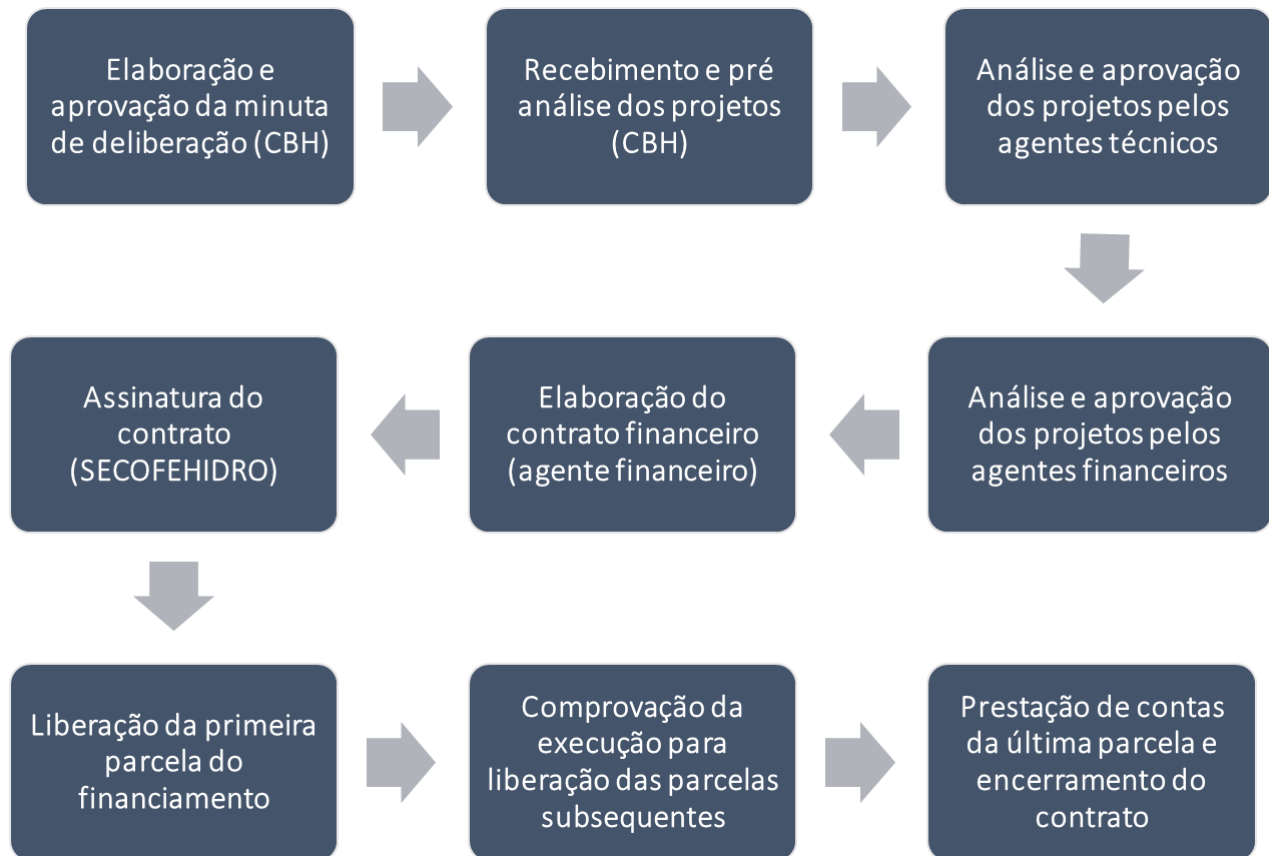 Elaboração e
aprovação da minuta
de deliberação (CBH)
Recebimento e pré
análise dos projetos
(CBH)
Análise e aprovação
dos projetos pelos
agentes técnicos
Análise e aprovação
dos projetos pelos
agentes financeiros
Elaboração do
contrato financeiro
(agente financeiro)
Assinatura do
contrato
(SECOFEHIDRO)
Liberação da primeira
parcela do
financiamento
Comprovação da
execução para
liberação das parcelas
subsequentes
Prestação de contas
da última parcela e
encerramento do
contrato